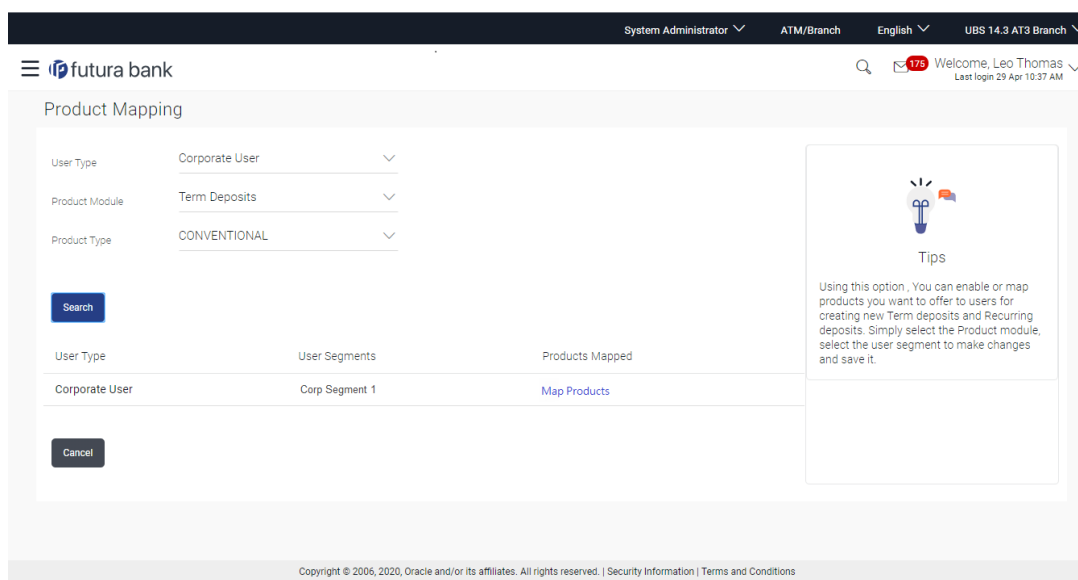 System Administrator ATM/Branch English UBS 14.3 AT3 Branch
futura bank
175
Welcome, Leo Thomas
Last login 29 Apr 10:37 AM
Product Mapping
User Type Corporate User
Product Module Term Deposits
Product Type CONVENTIONAL
Search
User Type User Segments Products Mapped
Corporate User Corp Segment 1 Map Products
Cancel
Tips
Using this option , You can enable or map
products you want to offer to users for
creating new Term deposits and Recurring
deposits. Simply select the Product module,
select the user segment to make changes
and save it.
Copyright © 2006, 2020, Oracle and/or its affiliates. All rights reserved. | Security Information | Terms and Conditions